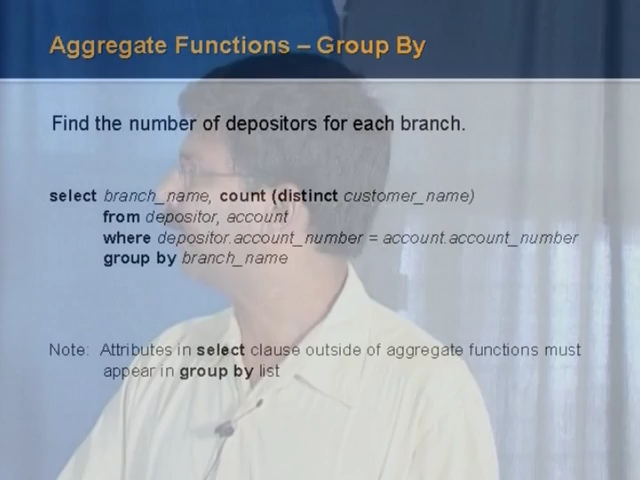 Aggregate Functions – Group By
Find the number of depositors for each branch.
select branch_name, count (distinct customer_name)
from depositor, account
where depositor.account_number = account.account_number
group by branch_name
Note: Attributes in select clause outside of aggregate functions must
appear in group by list